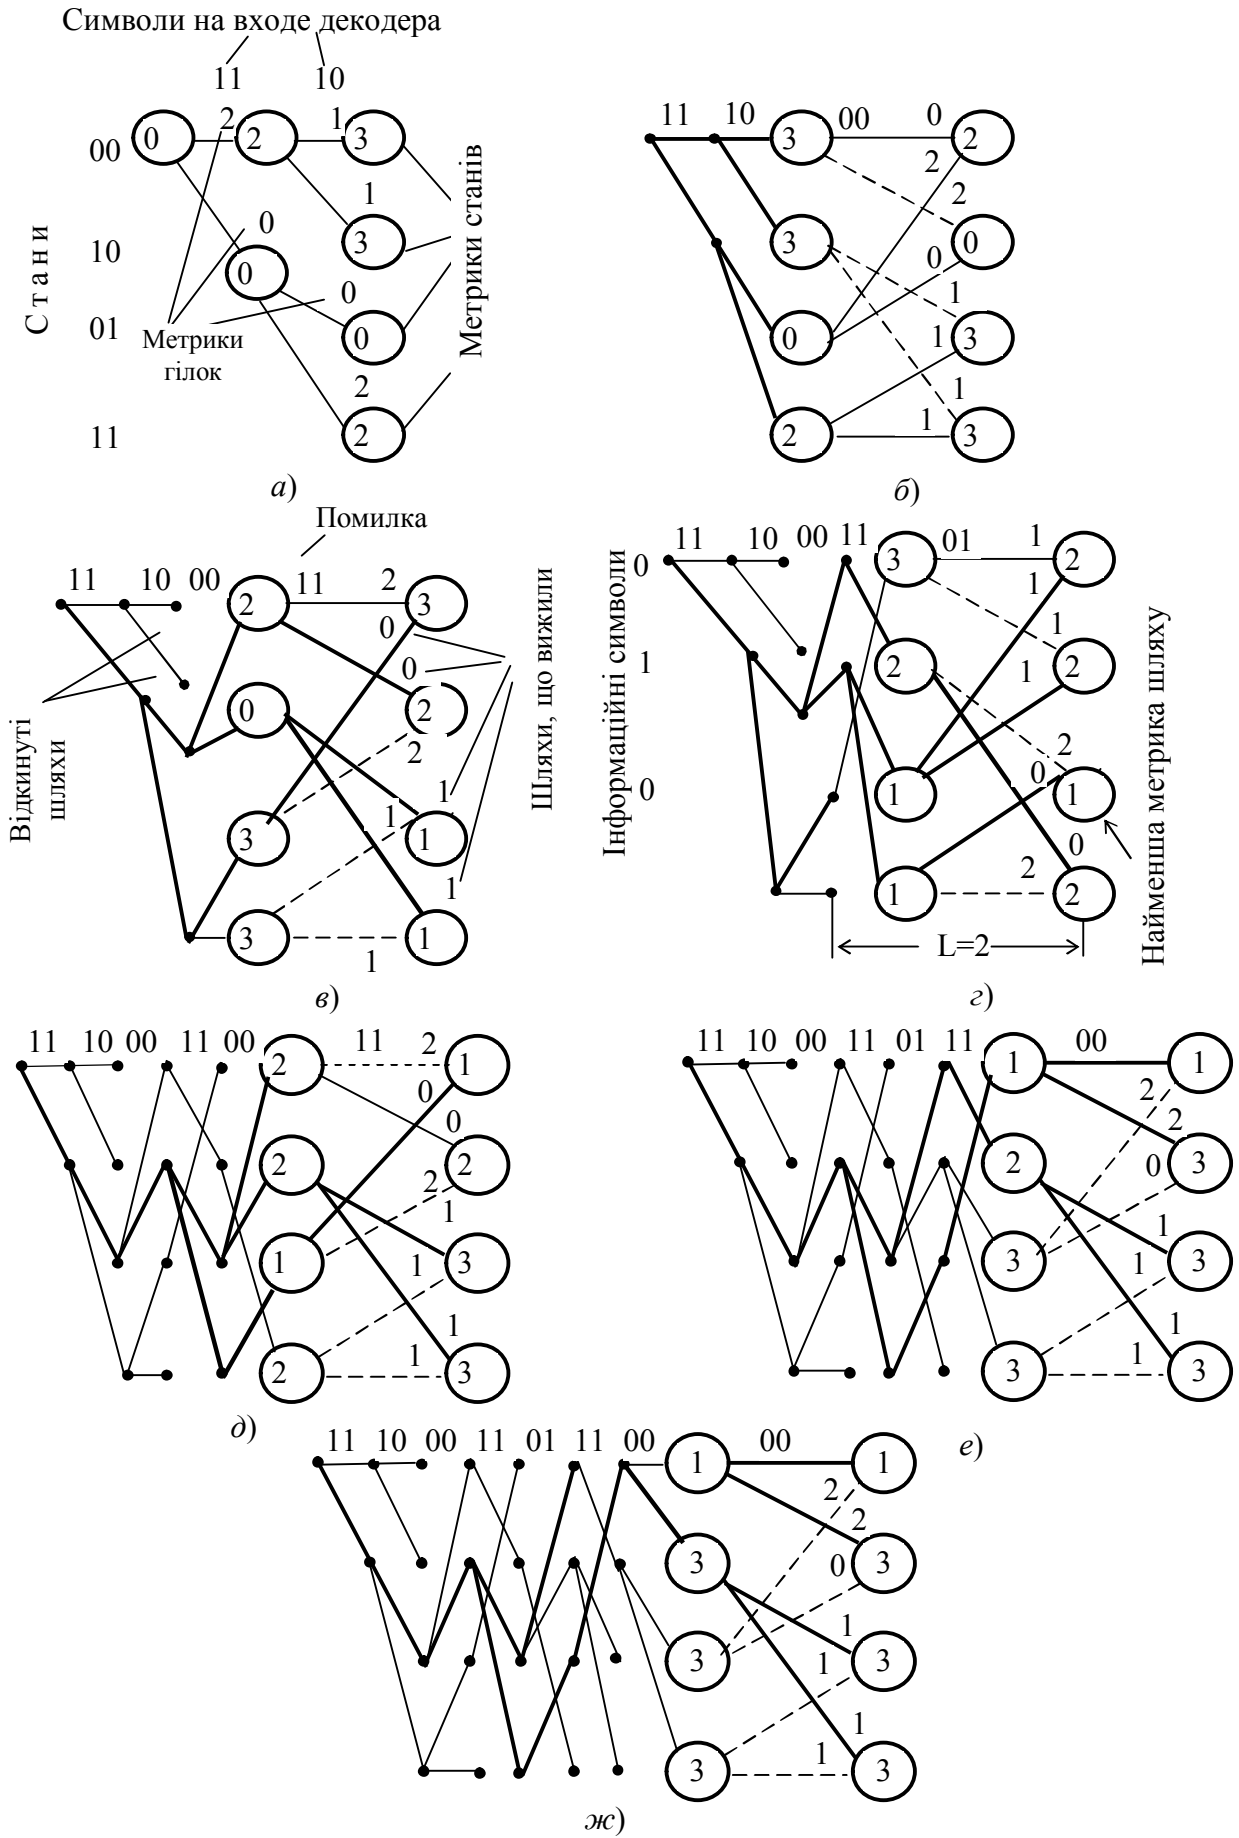 Символи на входе декодера
11 10
2 1
00 0 2 3
1
10 0 3
0
0
01 0
Метрики гілок
2
11 2
Стани
Метрики станів
а)
11 10 3 00 0 2
2
2
3 0
0
1
0 1 3
1
2 1 3
б)
Помилка
11 10 00 2 11 2 3
0
0
0 2
2
1
3 1 1
1
3 1 1
Відкинуті шляхи
Шляхи, що вижили
в)
Інформаційні символи
0 11 10 00 11 3 01 1 2
1
1
1 2 1 2
2
0 1 0 1
0
1 2 2
L=2
Найменша метрика шляху
г)
11 10 00 11 00 2 11 2 1
0
0
2 2
2
1
1 1 3
1
2 1 3
д)
11 10 00 11 01 11 1 00 1
2
2
2 0 3
1
3 1 3
1
3 1 3
е)
11 10 00 11 01 11 00 1 00 1
2
2
3 0 3
1
3 1 3
1
3 1 3
ж)